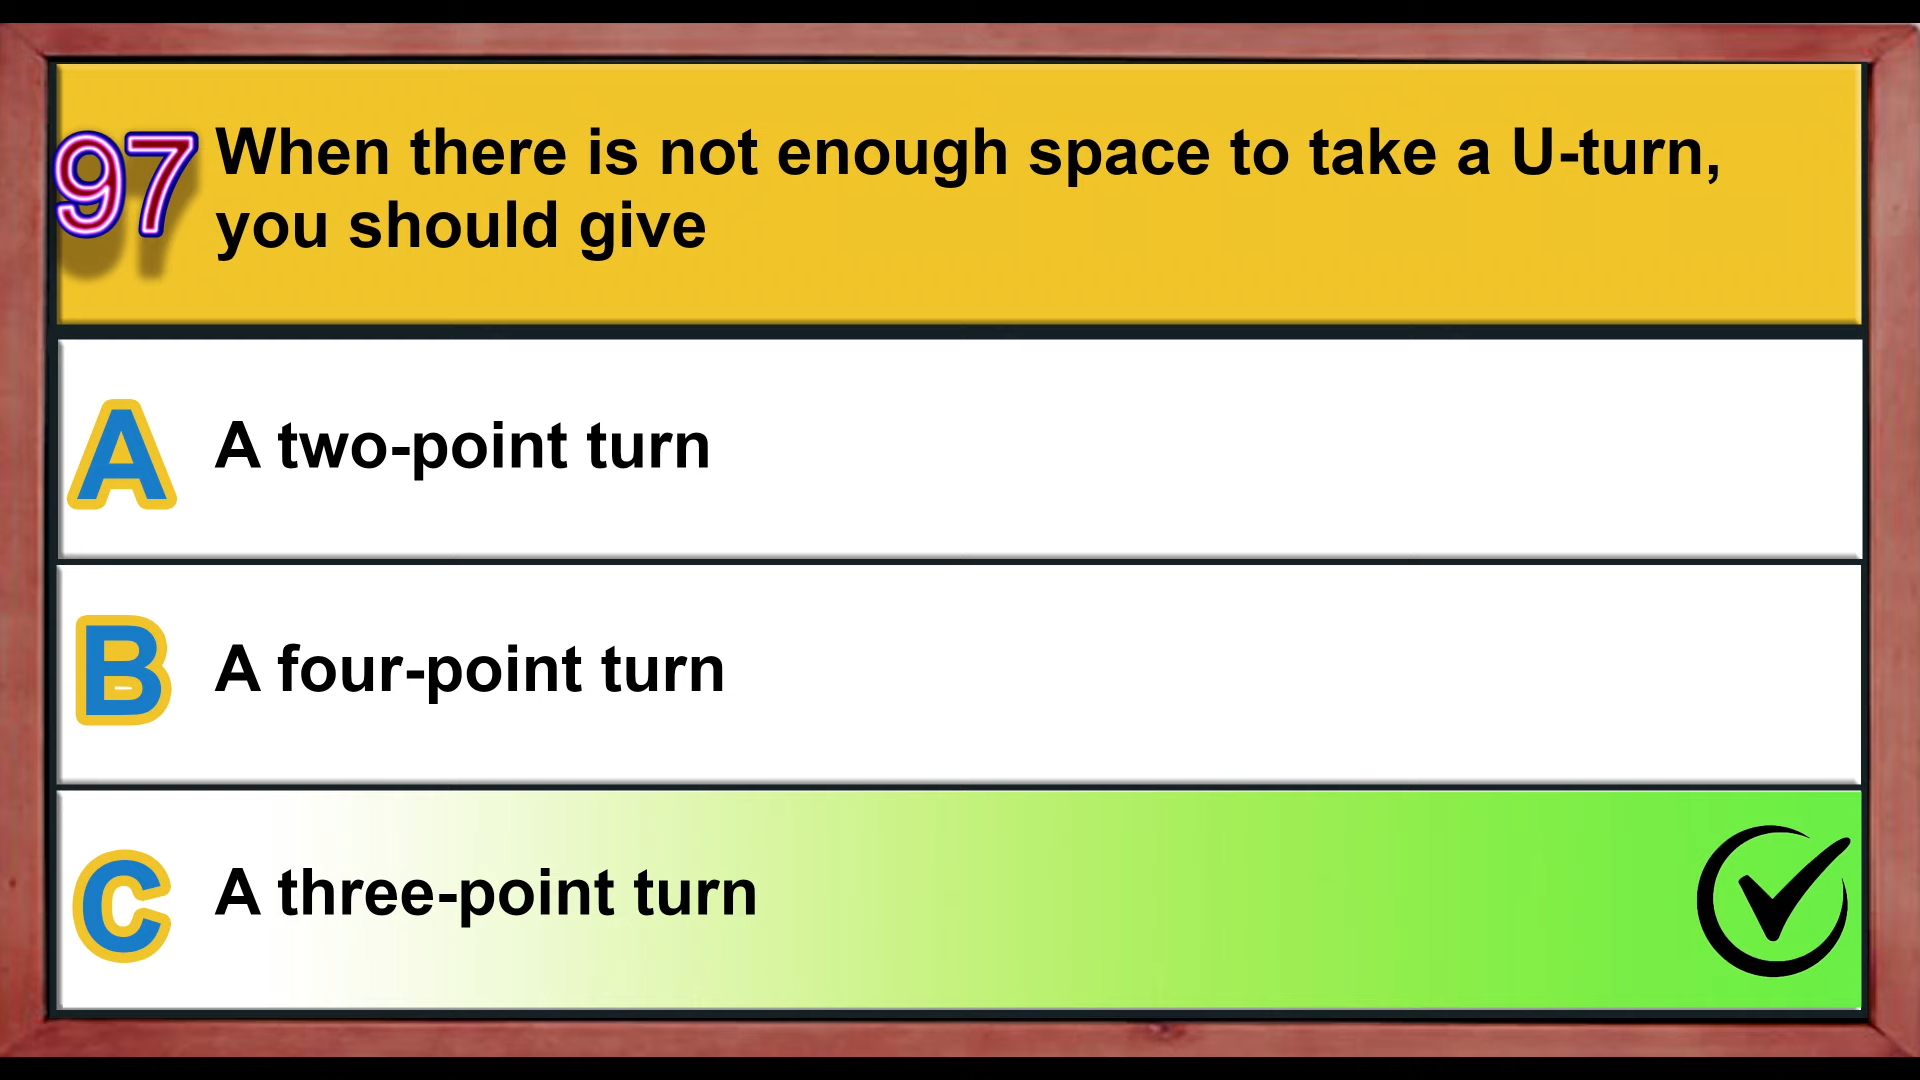 97 When there is not enough space to take a U-turn,
you should give
A A two-point turn
B A four-point turn
C A three-point turn